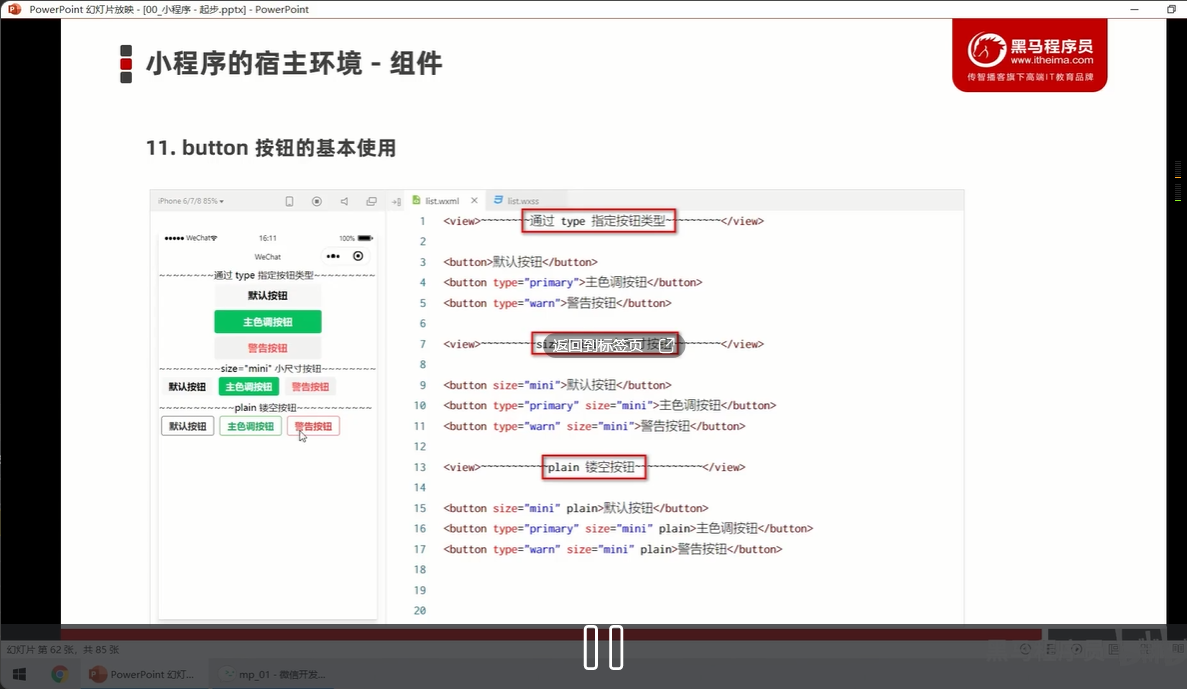 PowerPoint 幻灯片放映 - [00_小程序 - 起步.pptx] - PowerPoint
小程序的宿主环境 - 组件
黑马程序员
www.itheima.com
传智播客旗下高端IT教育品牌
11. button 按钮的基本使用
iPhone 6/7/8 85%
WeChat
16:11
100%
WeChat
~~~~~~~~通过 type 指定按钮类型~~~~~~~~~
默认按钮
主色调按钮
警告按钮
~~~~~~~~~size="mini" 小尺寸按钮~~~~~~~~
默认按钮 主色调按钮 警告按钮
~~~~~~~~~~~plain 镂空按钮~~~~~~~~~~~
默认按钮 主色调按钮 警告按钮
list.wxml
list.wxss
1 <view>~~~~~~~~通过 type 指定按钮类型~~~~~~~~~</view>
2
3 <button>默认按钮</button>
4 <button type="primary">主色调按钮</button>
5 <button type="warn">警告按钮</button>
6
7 <view>~~~~~~~~~siz 按钮~~~~~~~~</view>
返回到标签页
8
9 <button size="mini">默认按钮</button>
10 <button type="primary" size="mini">主色调按钮</button>
11 <button type="warn" size="mini">警告按钮</button>
12
13 <view>~~~~~~~~~~~plain 镂空按钮~~~~~~~~~~~</view>
14
15 <button size="mini" plain>默认按钮</button>
16 <button type="primary" size="mini" plain>主色调按钮</button>
17 <button type="warn" size="mini" plain>警告按钮</button>
18
19
20
幻灯片 第 62 张，共 85 张
PowerPoint 幻灯...
mp_01 - 微信开发...